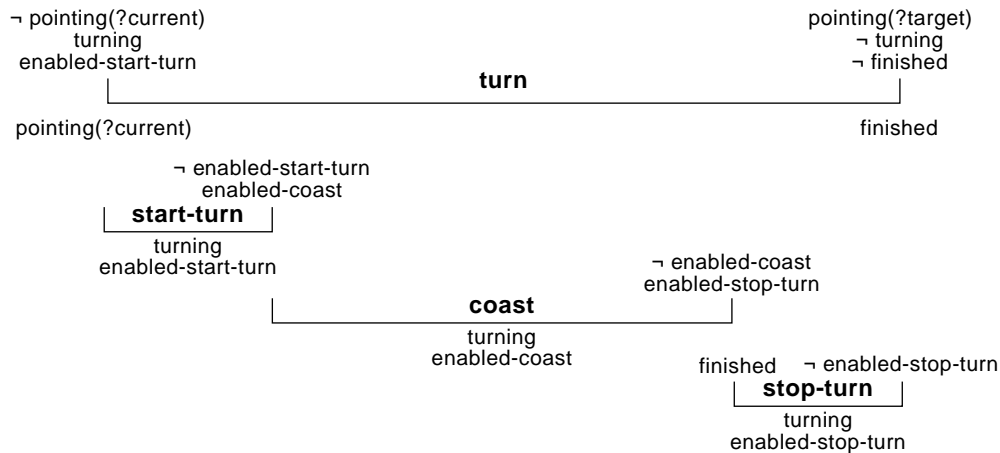 ¬ pointing(?current)
turning
enabled-start-turn
pointing(?target)
¬ turning
¬ finished
turn
pointing(?current)
finished
¬ enabled-start-turn
enabled-coast
start-turn
turning
enabled-start-turn
¬ enabled-coast
enabled-stop-turn
coast
turning
enabled-coast
finished
¬ enabled-stop-turn
stop-turn
turning
enabled-stop-turn